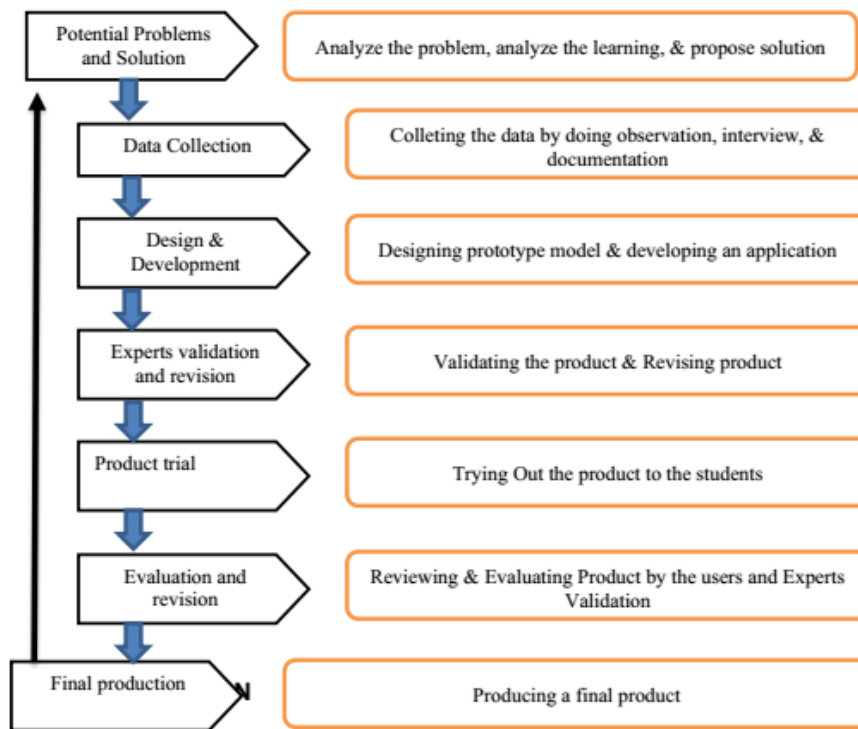 Potential Problems
and Solution
Analyze the problem, analyze the learning, & propose solution
Data Collection
Colleting the data by doing observation, interview, &
documentation
Design &
Development
Designing prototype model & developing an application
Experts validation
and revision
Validating the product & Revising product
Product trial
Trying Out the product to the students
Evaluation and
revision
Reviewing & Evaluating Product by the users and Experts
Validation
Final production
N
Producing a final product